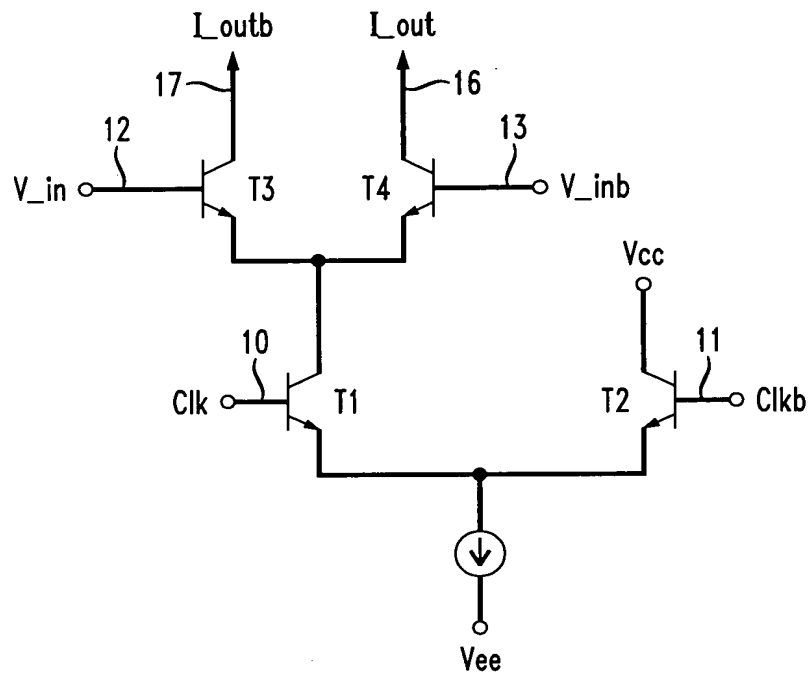 I_outb
I_out
17
16
12
13
V_in
T3
T4
V_inb
Vcc
10
11
Clk
T1
T2
Clkb
Vee